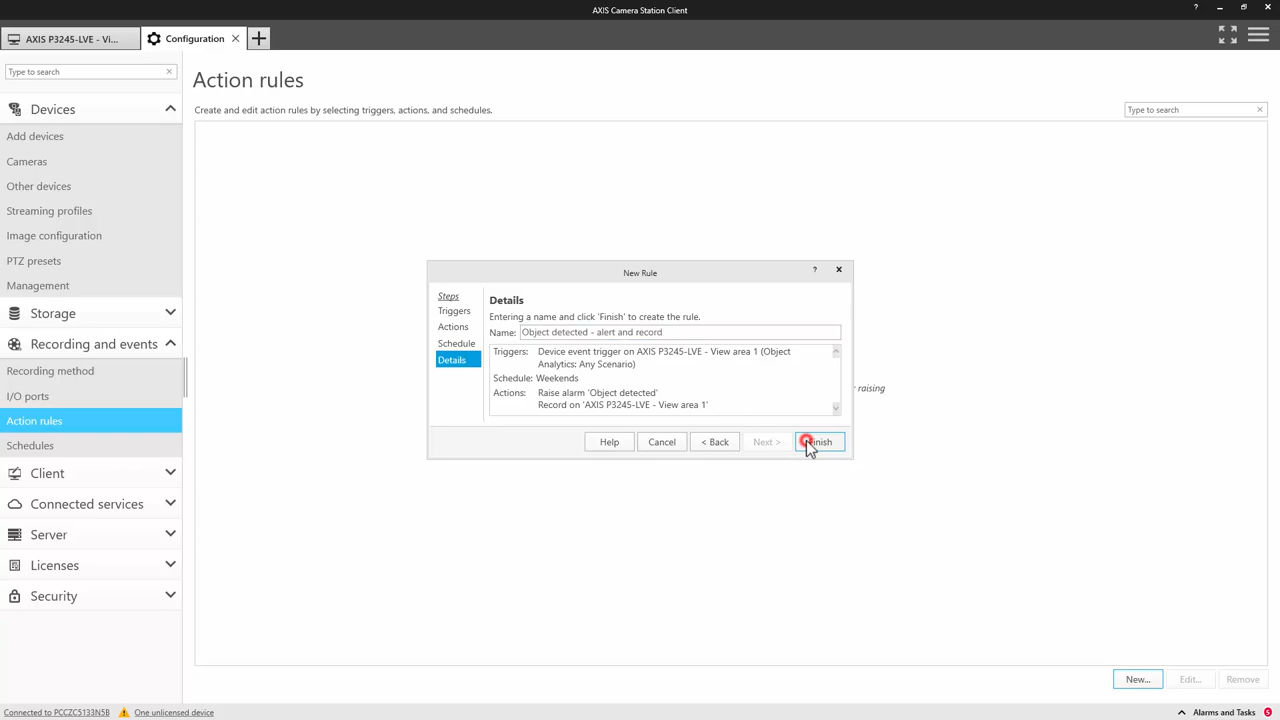 AXIS Camera Station Client
?
AXIS P3245-LVE - Vi...
Configuration
Type to search
Devices
Add devices
Cameras
Other devices
Streaming profiles
Image configuration
PTZ presets
Management
Storage
Recording and events
Recording method
I/O ports
Action rules
Schedules
Client
Connected services
Server
Licenses
Security
Action rules
Create and edit action rules by selecting triggers, actions, and schedules.
Type to search
r raising
New Rule
?
Steps
Triggers
Actions
Schedule
Details
Details
Entering a name and click 'Finish' to create the rule.
Name: Object detected - alert and record
Triggers: Device event trigger on AXIS P3245-LVE - View area 1 (Object
Analytics: Any Scenario)
Schedule: Weekends
Actions: Raise alarm 'Object detected'
Record on 'AXIS P3245-LVE - View area 1'
Help
Cancel
< Back
Next >
Finish
New...
Edit...
Remove
Connected to PCCZC5133N5B
One unlicensed device
Alarms and Tasks 5